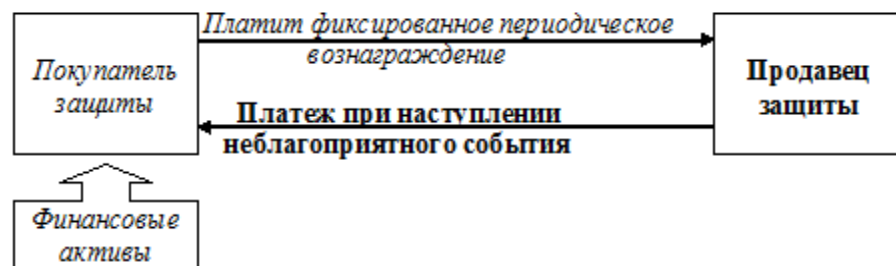 Платит фиксированное периодическое
вознаграждение
Покупатель
защиты
Продавец
защиты
Платеж при наступлении
неблагоприятного события
Финансовые
активы